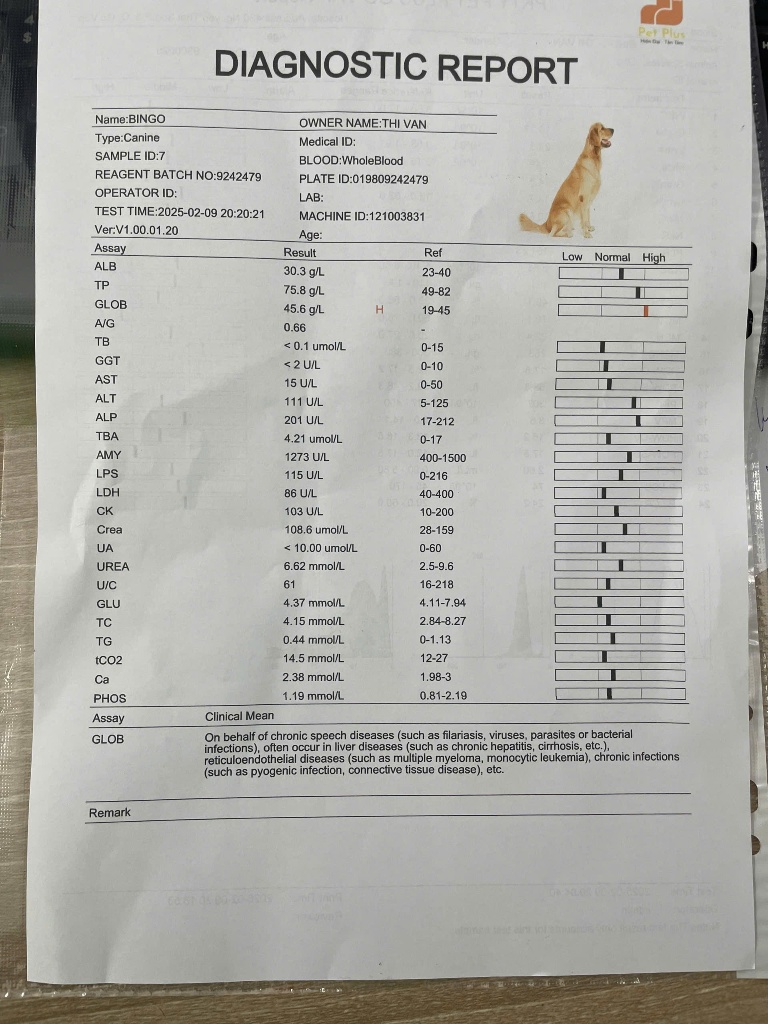 Pet Plus
DIAGNOSTIC REPORT
Name:BINGO OWNER NAME:THI VAN
Type:Canine Medical ID:
SAMPLE ID:7 BLOOD:WholeBlood
REAGENT BATCH NO:9242479 PLATE ID:019809242479
OPERATOR ID: LAB:
TEST TIME:2025-02-09 20:20:21 MACHINE ID:121003831
Ver:V1.00.01.20 Age:
Assay Result Ref Low Normal High
ALB 30.3 g/L 23-40
TP 75.8 g/L 49-82
GLOB 45.6 g/L H 19-45
A/G 0.66 -
TB < 0.1 umol/L 0-15
GGT < 2 U/L 0-10
AST 15 U/L 0-50
ALT 111 U/L 5-125
ALP 201 U/L 17-212
TBA 4.21 umol/L 0-17
AMY 1273 U/L 400-1500
LPS 115 U/L 0-216
LDH 86 U/L 40-400
CK 103 U/L 10-200
Crea 108.6 umol/L 28-159
UA < 10.00 umol/L 0-60
UREA 6.62 mmol/L 2.5-9.6
U/C 61 16-218
GLU 4.37 mmol/L 4.11-7.94
TC 4.15 mmol/L 2.84-8.27
TG 0.44 mmol/L 0-1.13
tCO2 14.5 mmol/L 12-27
Ca 2.38 mmol/L 1.98-3
PHOS 1.19 mmol/L 0.81-2.19
Assay Clinical Mean
GLOB On behalf of chronic speech diseases (such as filariasis, viruses, parasites or bacterial
infections), often occur in liver diseases (such as chronic hepatitis, cirrhosis, etc.),
reticuloendothelial diseases (such as multiple myeloma, monocytic leukemia), chronic infections
(such as pyogenic infection, connective tissue disease), etc.
Remark